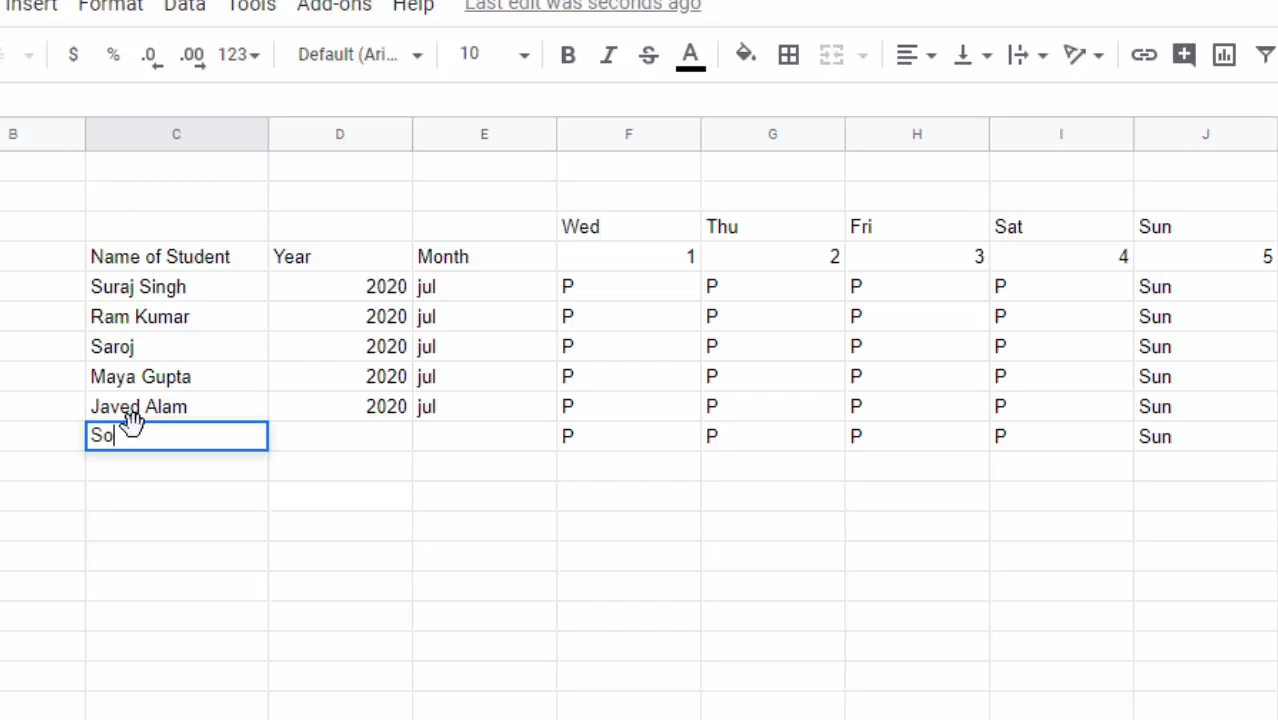 Insert Format Data Tools Add-ons Help Last edit was seconds ago
$ % .0 .00 123 Default (Ari... 10 B I S A
B C D E F G H I J
Wed Thu Fri Sat Sun
Name of Student Year Month 1 2 3 4 5
Suraj Singh 2020 jul P P P P Sun
Ram Kumar 2020 jul P P P P Sun
Saroj 2020 jul P P P P Sun
Maya Gupta 2020 jul P P P P Sun
Javed Alam 2020 jul P P P P Sun
So P P P P Sun